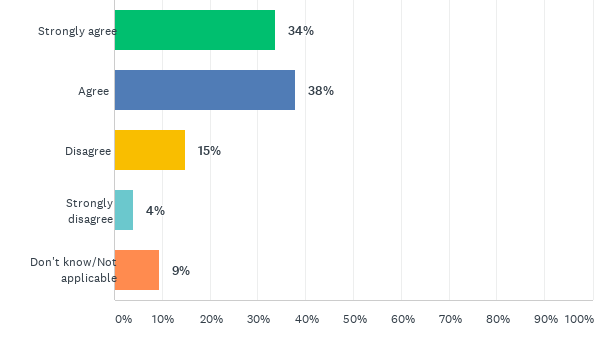 Strongly agree 34%
Agree 38%
Disagree 15%
Strongly
disagree 4%
Don't know/Not
applicable 9%
0% 10% 20% 30% 40% 50% 60% 70% 80% 90% 100%